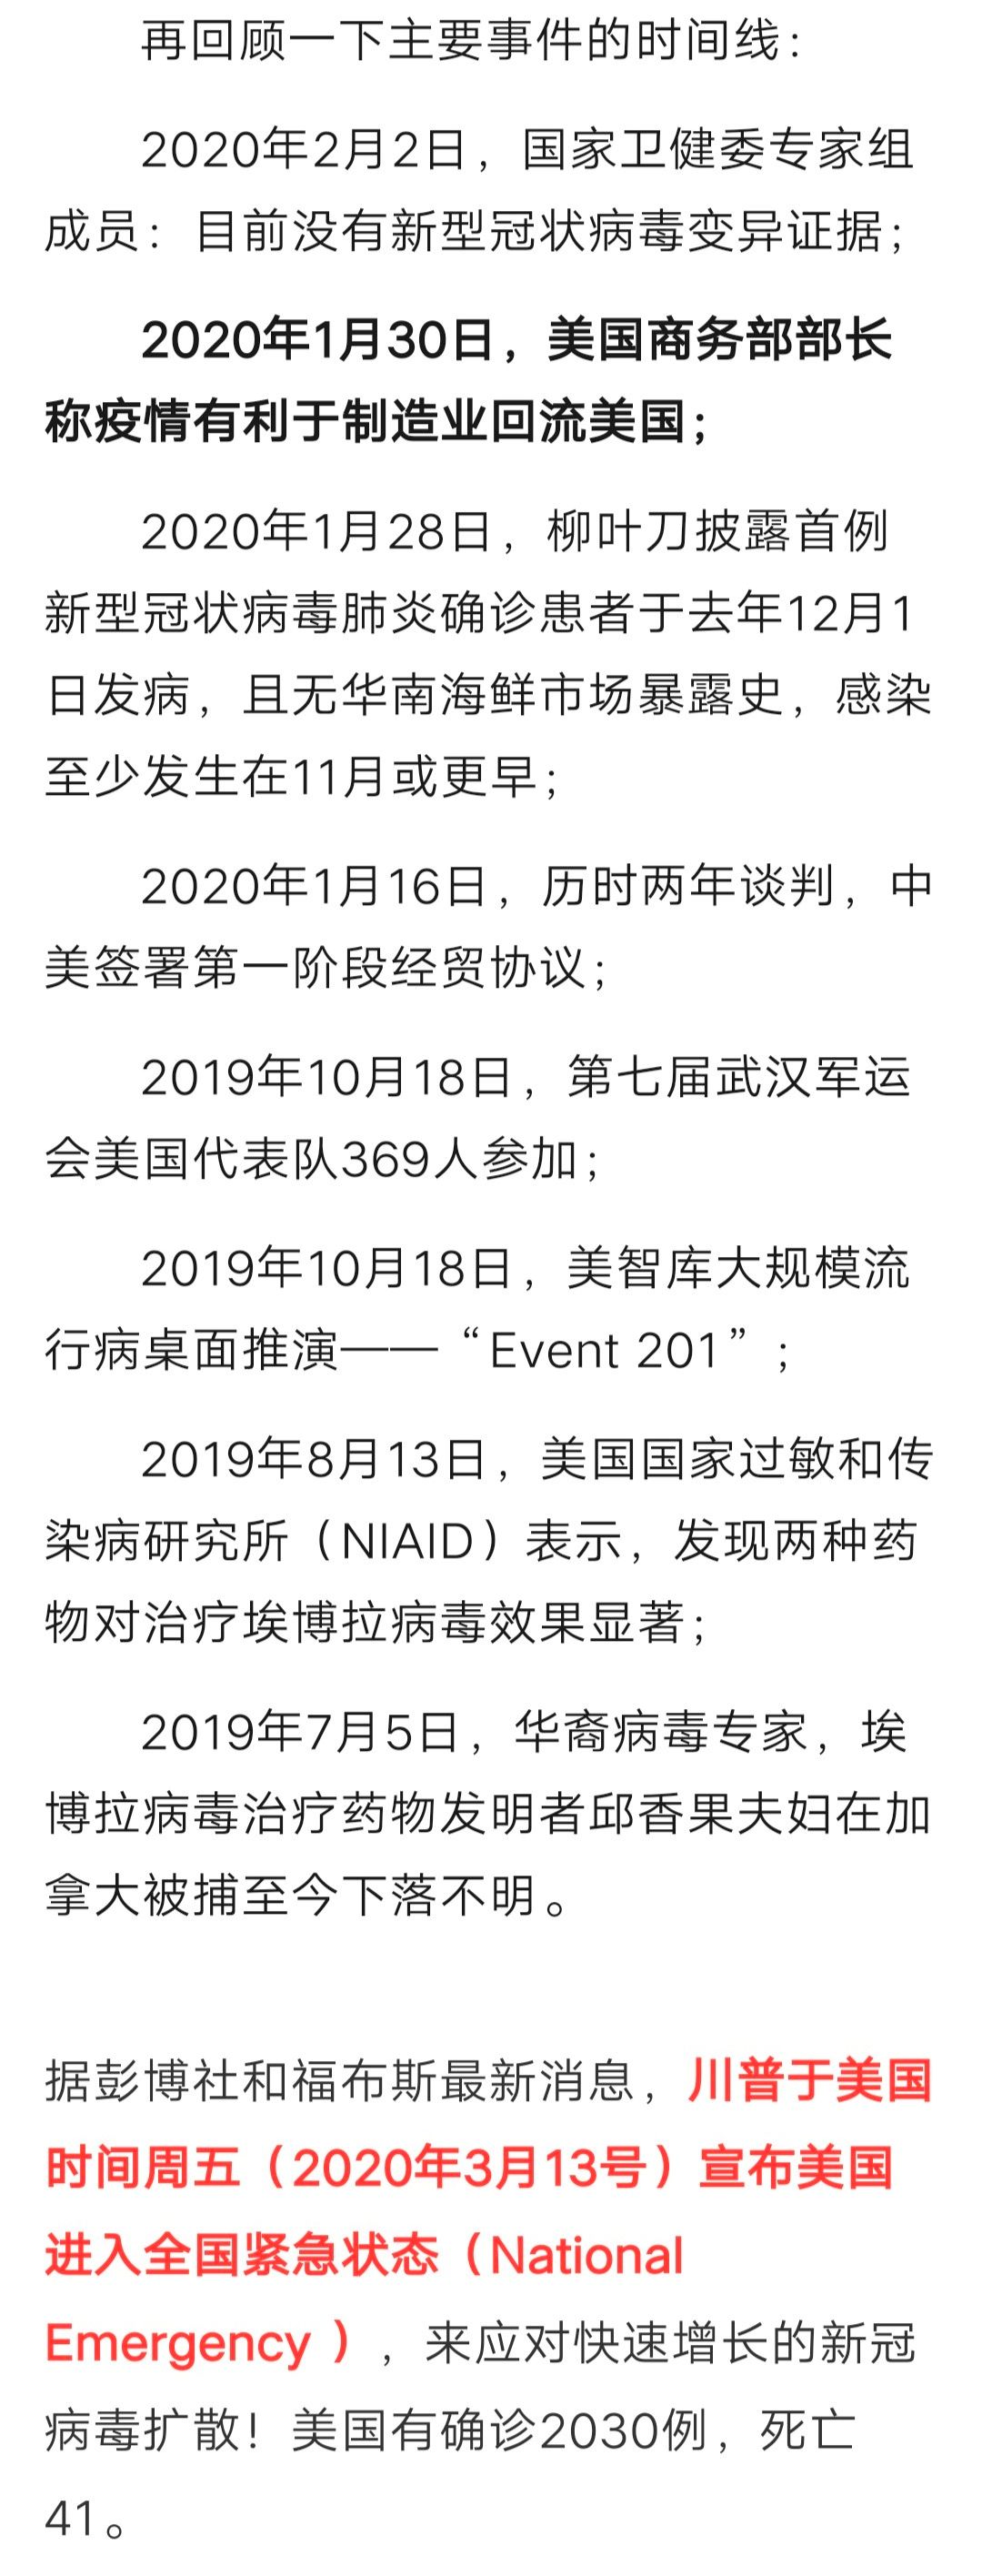 再回顾一下主要事件的时间线：
2020年2月2日，国家卫健委专家组
成员：目前没有新型冠状病毒变异证据；
2020年1月30日，美国商务部部长
称疫情有利于制造业回流美国；
2020年1月28日，柳叶刀披露首例
新型冠状病毒肺炎确诊患者于去年12月1
日发病，且无华南海鲜市场暴露史，感染
至少发生在11月或更早；
2020年1月16日，历时两年谈判，中
美签署第一阶段经贸协议；
2019年10月18日，第七届武汉军运
会美国代表队369人参加；
2019年10月18日，美智库大规模流
行病桌面推演——“Event 201”；
2019年8月13日，美国国家过敏和传
染病研究所（NIAID）表示，发现两种药
物对治疗埃博拉病毒效果显著；
2019年7月5日，华裔病毒专家，埃
博拉病毒治疗药物发明者邱香果夫妇在加
拿大被捕至今下落不明。
据彭博社和福布斯最新消息，川普于美国
时间周五（2020年3月13号）宣布美国
进入全国紧急状态（National
Emergency ），来应对快速增长的新冠
病毒扩散！美国有确诊2030例，死亡
41。